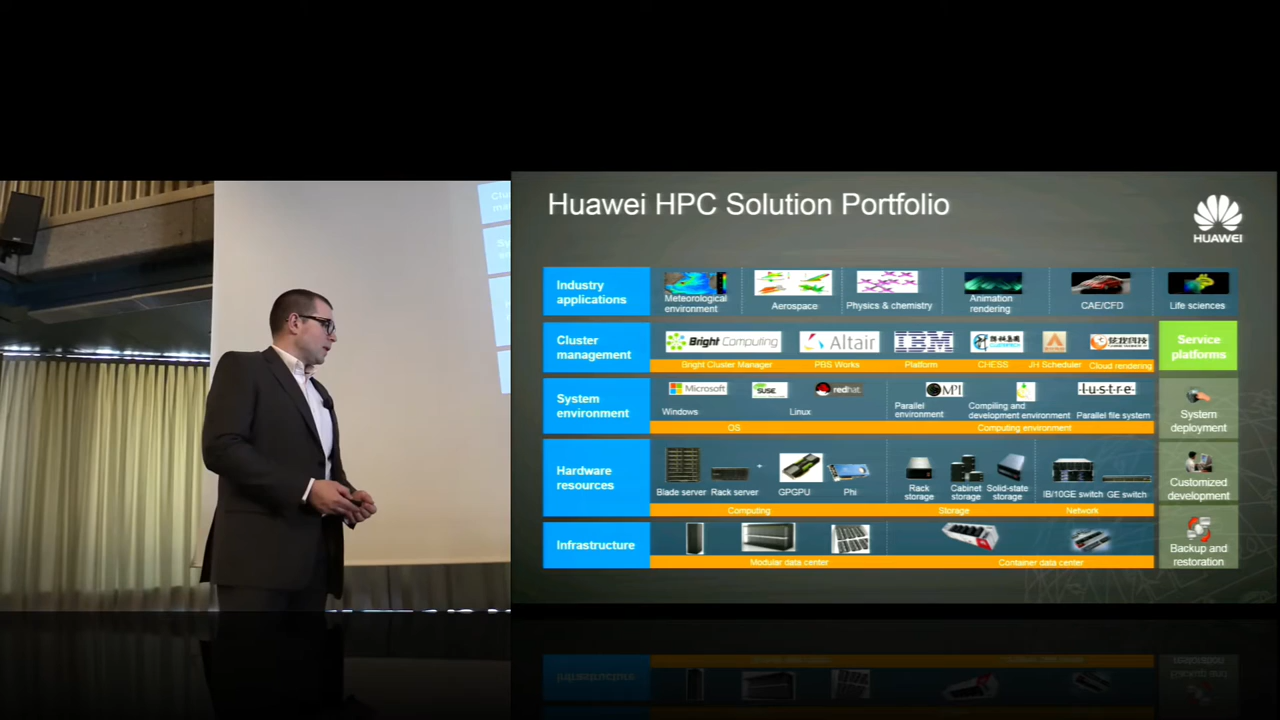 Huawei HPC Solution Portfolio
HUAWEI
Industry
applications
Meteorological
environment
Aerospace
Physics & chemistry
Animation
rendering
CAE/CFD
Life sciences
Cluster
management
Bright Computing
Altair
IBM
Bright Cluster Manager
PBS Works
Platform
CHESS
JH Scheduler
Cloud rendering
Service
platforms
System
environment
Microsoft
SUSE
redhat
MPI
lustre
Windows
Linux
Parallel
environment
Compiling and
development environment
Parallel file system
OS
Computing environment
System
deployment
Hardware
resources
Blade server
Rack server
+
GPGPU
Phi
Rack
storage
Cabinet
storage
Solid-state
storage
IB/10GE switch
GE switch
Computing
Storage
Network
Customized
development
Infrastructure
Modular data center
Container data center
Backup and
restoration